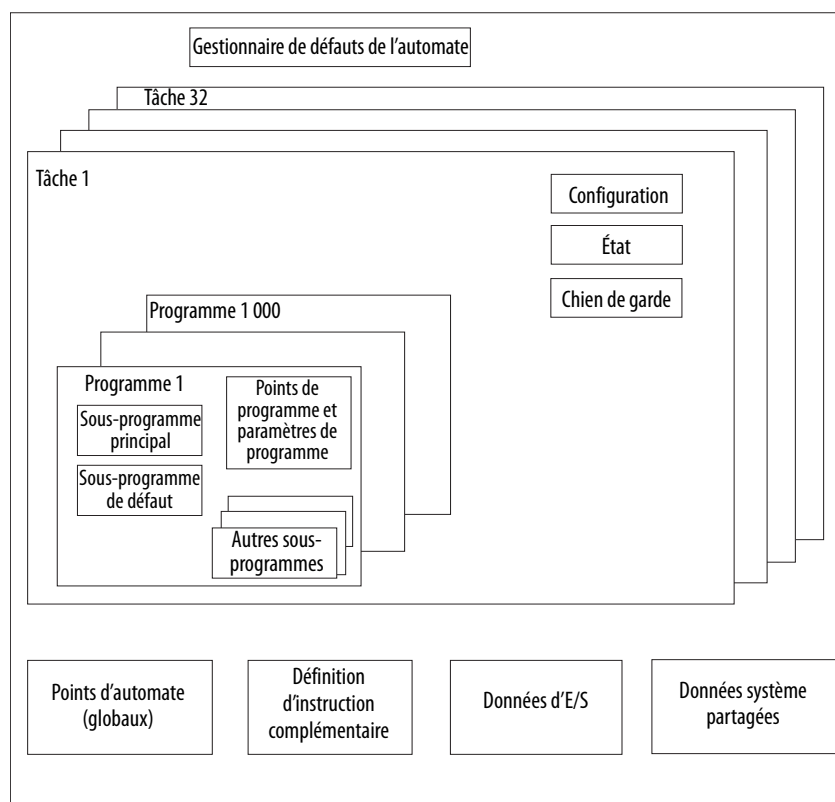 Gestionnaire de défauts de l’automate
Tâche 32
Tâche 1
Configuration
État
Chien de garde
Programme 1 000
Programme 1
Sous-programme
principal
Points de
programme et
paramètres de
programme
Sous-programme
de défaut
Autres sous-
programmes
Points d’automate
(globaux)
Définition
d’instruction
complémentaire
Données d’E/S
Données système
partagées